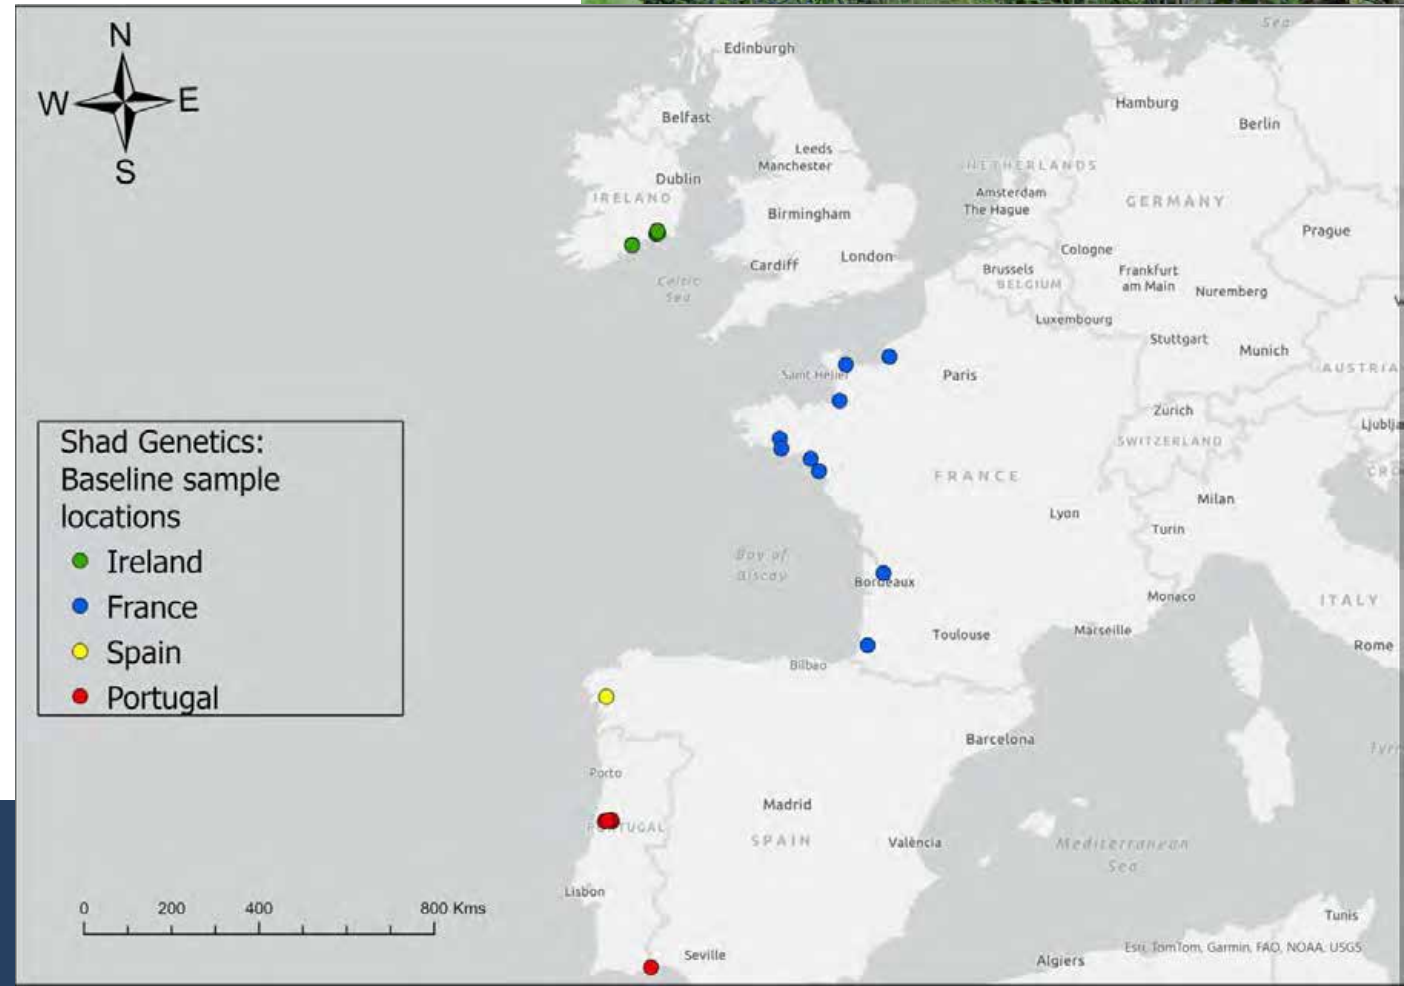 N
W E
S
Sea
Edinburgh
Hamburg
Belfast
Berlin
Leeds
Manchester
NETHERLANDS
Dublin
IRELAND
Amsterdam
The Hague
GERMANY
Birmingham
Prague
Cologne
London
Cardiff
Brussels
BELGIUM
Frankfurt
am Main
Celtic
Sea
Nuremberg
Luxembourg
Stuttgart
Munich
AUSTRIA
Saint Helier
Paris
Zurich
SWITZERLAND
FRANCE
Milan
Lyon
Turin
Bay of
Biscay
Bordeaux
Monaco
ITALY
Toulouse
Marseille
Rome
Bilbao
Barcelona
Porto
Madrid
PORTUGAL
SPAIN
València
Mediterranean
Sea
Lisbon
Tunis
Seville
Algiers
Esri, TomTom, Garmin, FAO, NOAA, USGS
Shad Genetics:
Baseline sample
locations
Ireland
France
Spain
Portugal
0 200 400 800 Kms